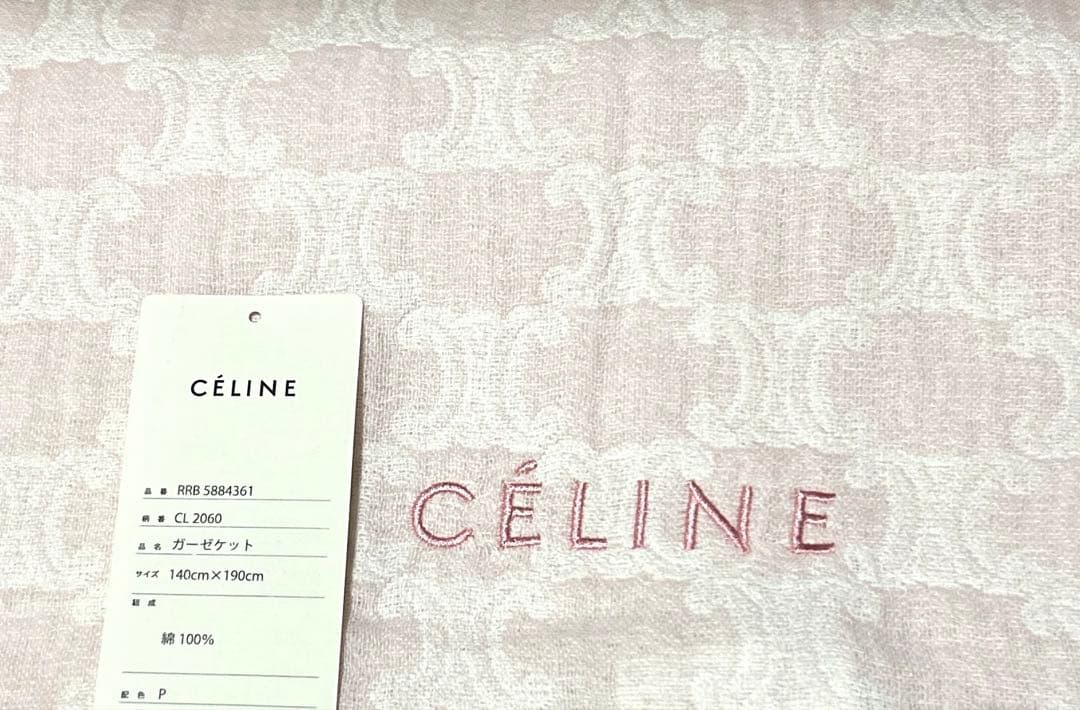 CÉLINE
品番 RRB 5884361
柄番 CL 2060
品名 ガーゼケット
サイズ 140cm×190cm
組成
綿 100%
配色 P
CÉLINE